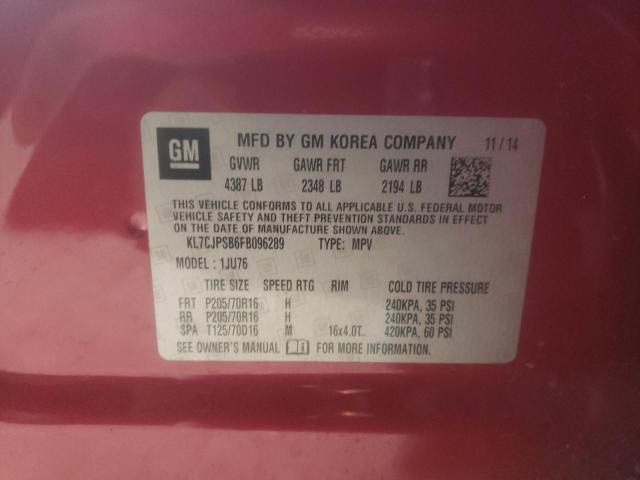 GM MFD BY GM KOREA COMPANY 11/14
GVWR GAWR FRT GAWR RR
4387 LB 2348 LB 2194 LB
THIS VEHICLE CONFORMS TO ALL APPLICABLE U.S. FEDERAL MOTOR
VEHICLE SAFETY AND THEFT PREVENTION STANDARDS IN EFFECT
ON THE DATE OF MANUFACTURE SHOWN ABOVE.
KL7CJPSB6FB096289 TYPE: MPV
MODEL: 1JU76
TIRE SIZE SPEED RTG RIM COLD TIRE PRESSURE
FRT P205/70R16 H 240KPA, 35 PSI
RR P205/70R16 H 240KPA, 35 PSI
SPA T125/70D16 M 16x4.0T. 420KPA, 60 PSI
SEE OWNER'S MANUAL FOR MORE INFORMATION.